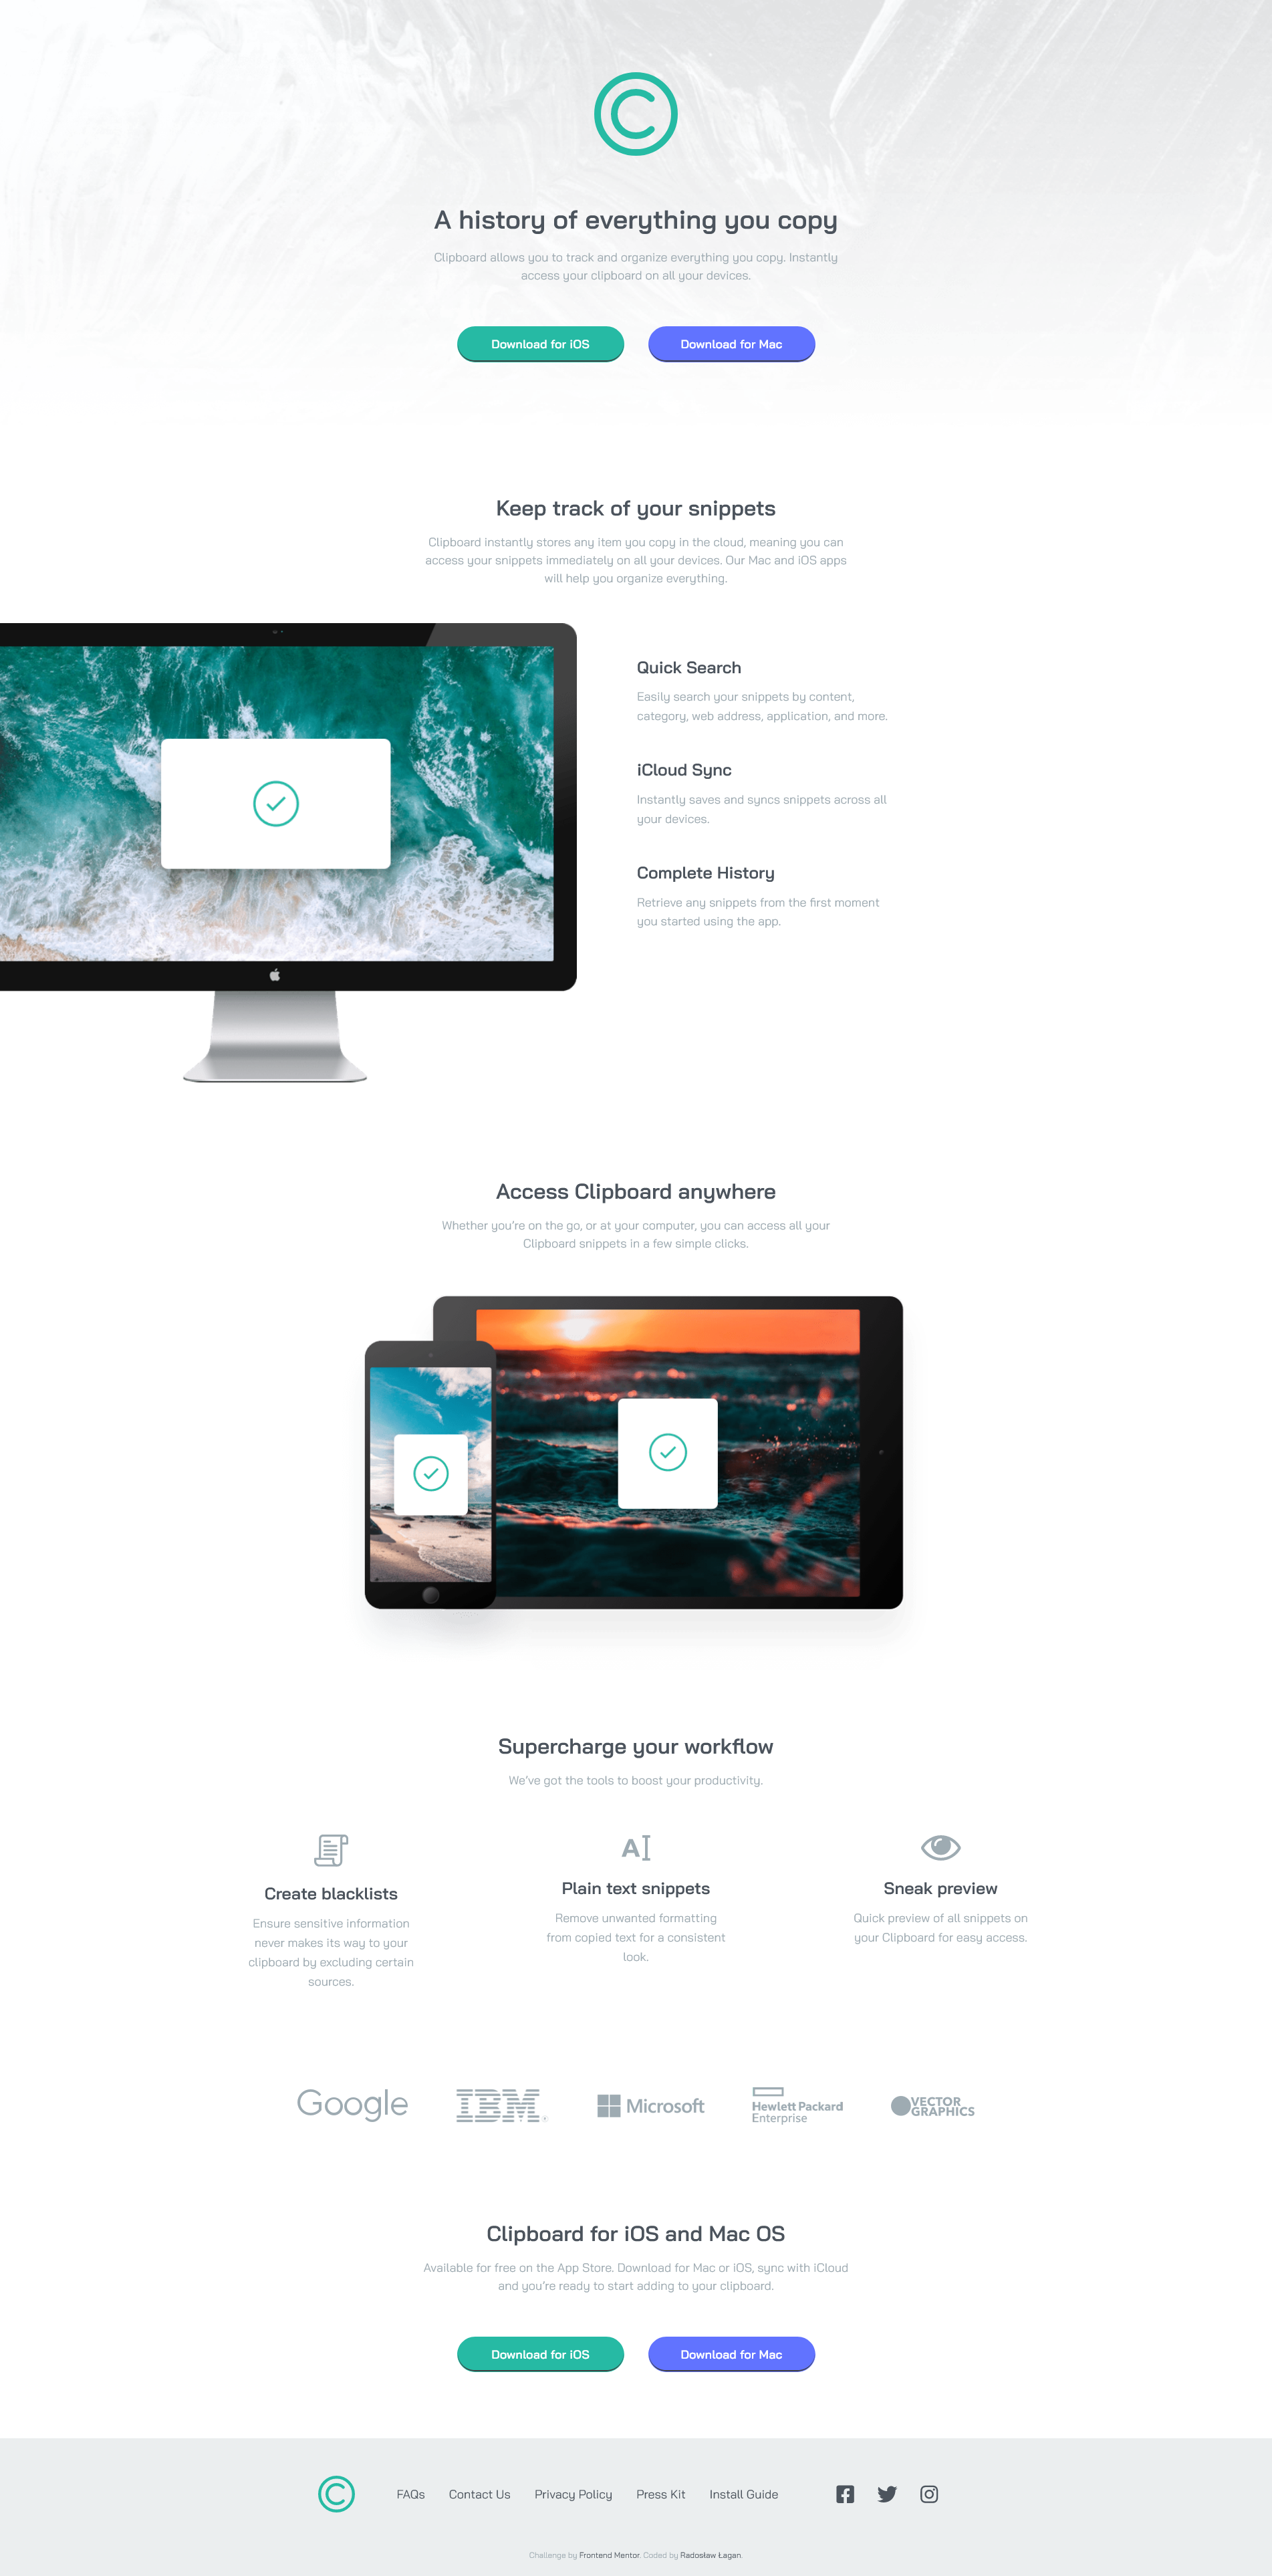 A history of everything you copy
Clipboard allows you to track and organize everything you copy. Instantly
access your clipboard on all your devices.
Download for iOS
Download for Mac
Keep track of your snippets
Clipboard instantly stores any item you copy in the cloud, meaning you can
access your snippets immediately on all your devices. Our Mac and iOS apps
will help you organize everything.
Quick Search
Easily search your snippets by content,
category, web address, application, and more.
iCloud Sync
Instantly saves and syncs snippets across all
your devices.
Complete History
Retrieve any snippets from the first moment
you started using the app.
Access Clipboard anywhere
Whether you're on the go, or at your computer, you can access all your
Clipboard snippets in a few simple clicks.
Supercharge your workflow
We've got the tools to boost your productivity.
Create blacklists
Ensure sensitive information
never makes its way to your
clipboard by excluding certain
sources.
Plain text snippets
Remove unwanted formatting
from copied text for a consistent
look.
Sneak preview
Quick preview of all snippets on
your Clipboard for easy access.
Google
IBM
Microsoft
Hewlett Packard
Enterprise
VECTOR
GRAPHICS
Clipboard for iOS and Mac OS
Available for free on the App Store. Download for Mac or iOS, sync with iCloud
and you're ready to start adding to your clipboard.
Download for iOS
Download for Mac
FAQs
Contact Us
Privacy Policy
Press Kit
Install Guide
Challenge by Frontend Mentor. Coded by Radosław Łagan.